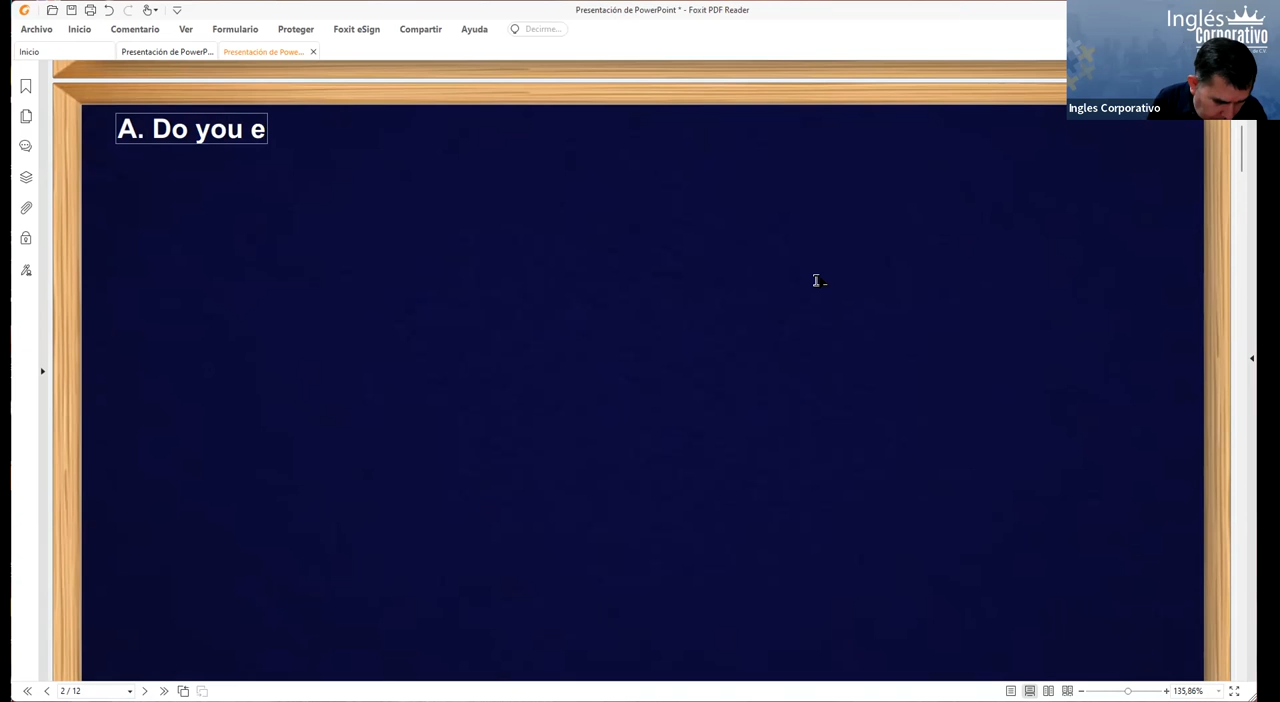 Presentación de PowerPoint * - Foxit PDF Reader
Archivo Inicio Comentario Ver Formulario Proteger Foxit eSign Compartir Ayuda Decirme...
Inicio Presentación de PowerP... Presentación de Powe...
Inglés
Corporativo
Ingles Corporativo
A. Do you e
2 / 12
135,86%